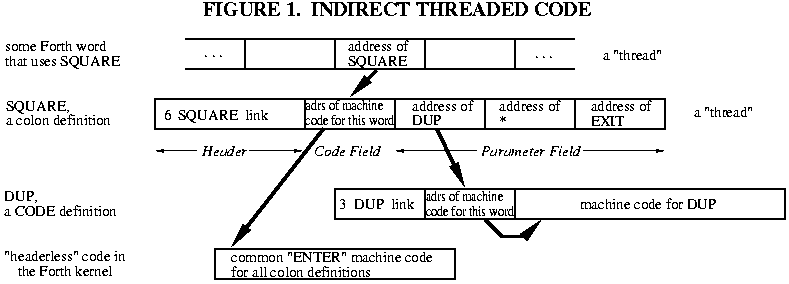 FIGURE 1. INDIRECT THREADED CODE
some Forth word
that uses SQUARE
. . .
address of
SQUARE
. . .
a "thread"
SQUARE,
a colon definition
6 SQUARE link
adrs of machine
code for this word
address of
DUP
address of
*
address of
EXIT
a "thread"
Header
Code Field
Parameter Field
DUP,
a CODE definition
3 DUP link
adrs of machine
code for this word
machine code for DUP
"headerless" code in
the Forth kernel
common "ENTER" machine code
for all colon definitions